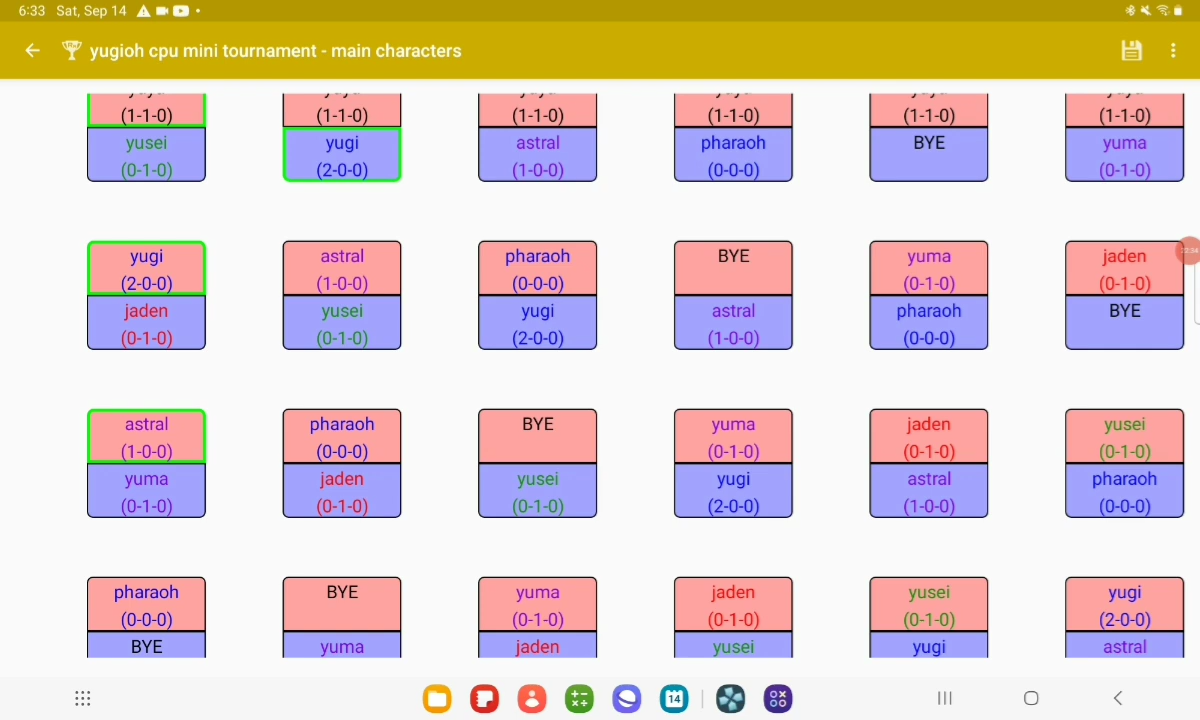 6:33 Sat, Sep 14
yugioh cpu mini tournament - main characters
(1-1-0) (1-1-0) (1-1-0) (1-1-0) (1-1-0) (1-1-0)
yusei yugi astral pharaoh BYE yuma
(0-1-0) (2-0-0) (1-0-0) (0-0-0) (0-1-0)
yugi astral pharaoh BYE yuma jaden
(2-0-0) (1-0-0) (0-0-0) (0-1-0) (0-1-0)
jaden yusei yugi astral pharaoh BYE
(0-1-0) (0-1-0) (2-0-0) (1-0-0) (0-0-0)
astral pharaoh BYE yuma jaden yusei
(1-0-0) (0-0-0) (0-1-0) (0-1-0) (0-1-0)
yuma jaden yusei yugi astral pharaoh
(0-1-0) (0-1-0) (0-1-0) (2-0-0) (1-0-0) (0-0-0)
pharaoh BYE yuma jaden yusei yugi
(0-0-0) (0-1-0) (0-1-0) (0-1-0) (2-0-0)
BYE yuma jaden yusei yugi astral
14